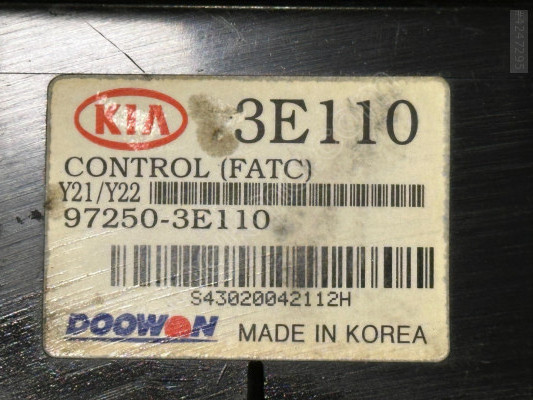 KIA 3E110
CONTROL (FATC)
Y21/Y22
97250-3E110
S43020042112H
DOOWON MADE IN KOREA